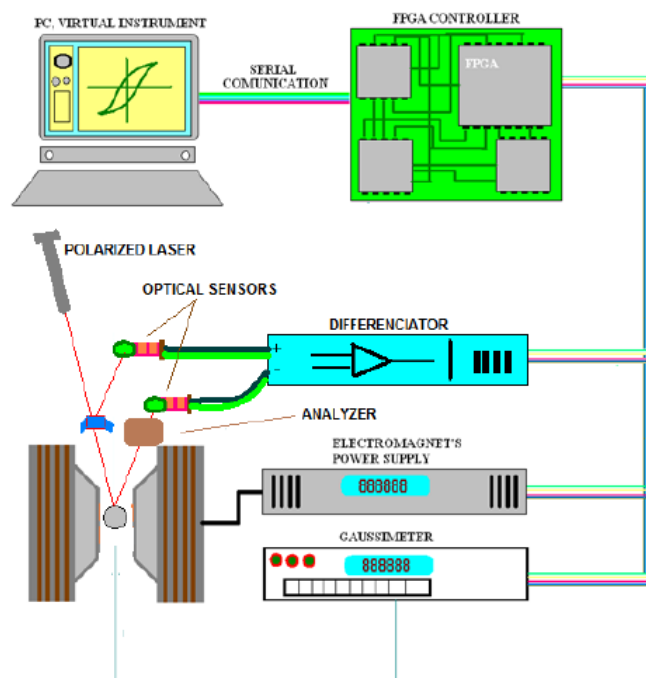 PC, VIRTUAL INSTRUMENT
FPGA CONTROLLER
SERIAL
COMUNICATION
FPGA
POLARIZED LASER
OPTICAL SENSORS
DIFFERENCIATOR
+
-
ANALYZER
ELECTROMAGNET'S
POWER SUPPLY
888888
GAUSSIMETER
888888